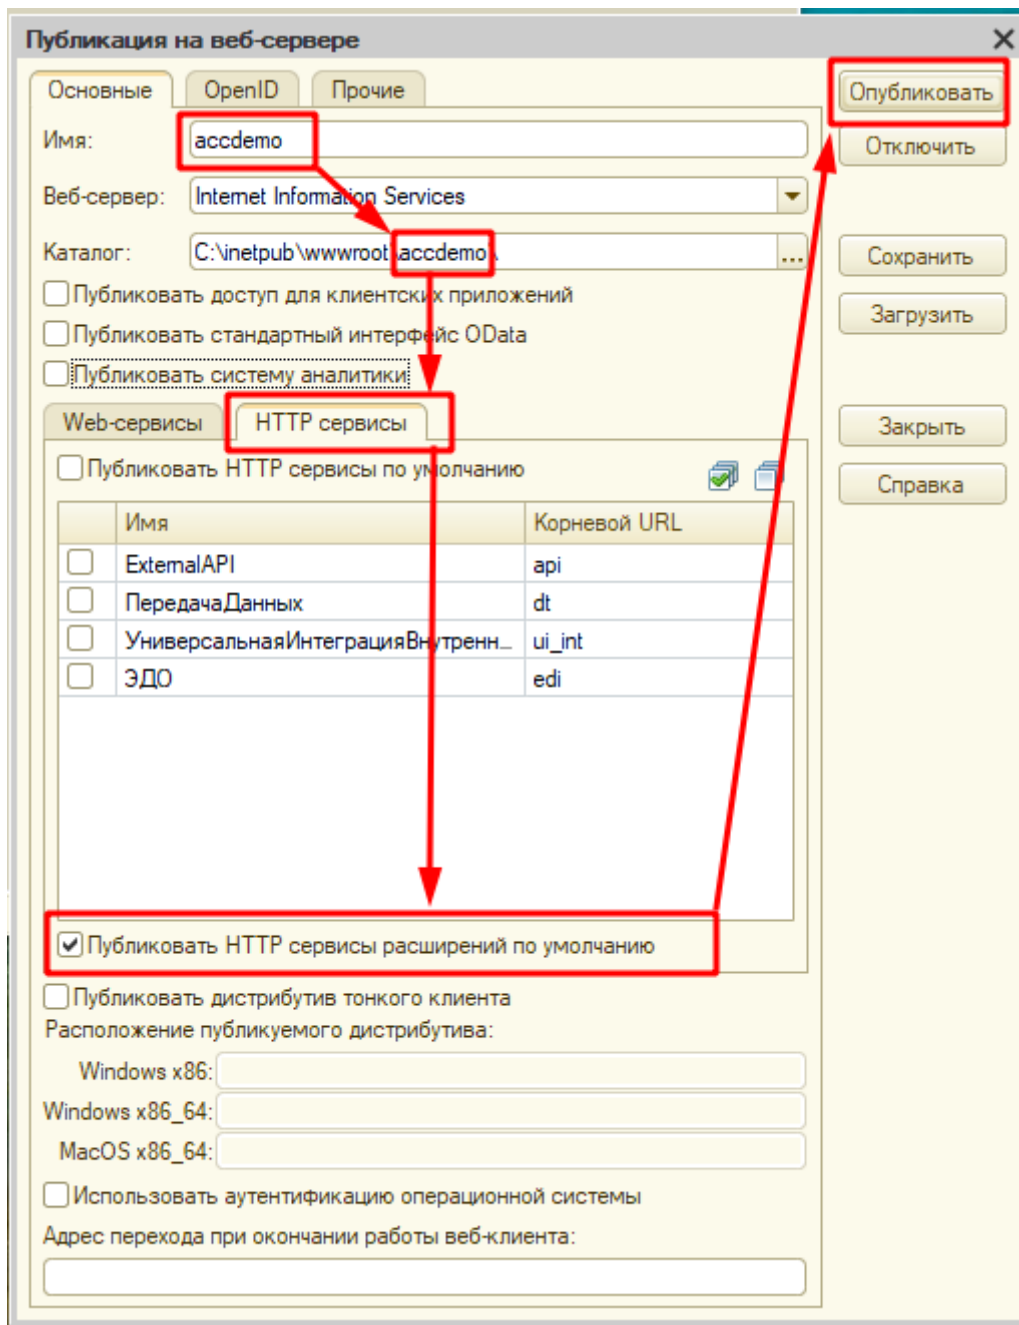 Публикация на веб-сервере
Основные OpenID Прочие
Опубликовать
Имя: accdemo
Отключить
Веб-сервер: Internet Information Services
Каталог: C:\inetpub\wwwroot\accdemo\ ...
Сохранить
Публиковать доступ для клиентских приложений
Загрузить
Публиковать стандартный интерфейс OData
Публиковать систему аналитики
Web-сервисы HTTP сервисы
Закрыть
Публиковать HTTP сервисы по умолчанию
Справка
Имя Корневой URL
ExternalAPI api
ПередачаДанных dt
УниверсальнаяИнтеграцияВнутренн... ui_int
ЭДО edi
Публиковать HTTP сервисы расширений по умолчанию
Публиковать дистрибутив тонкого клиента
Расположение публикуемого дистрибутива:
Windows x86:
Windows x86_64:
MacOS x86_64:
Использовать аутентификацию операционной системы
Адрес перехода при окончании работы веб-клиента: